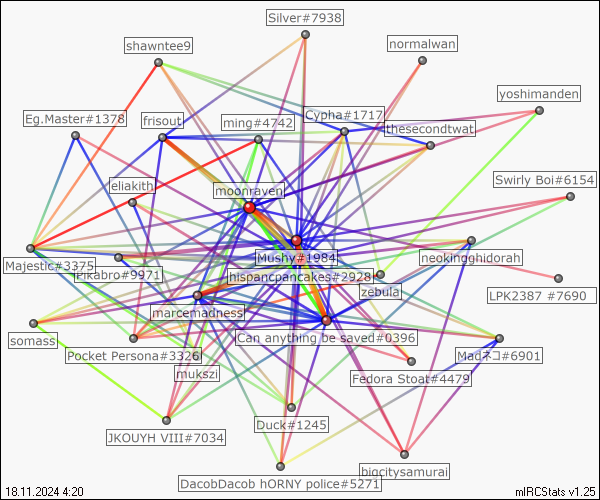 Silver#7938
shawntee9
normalwan
yoshimanden
Eg.Master#1378
frisout
ming#4742
Cypha#1717
thesecondtwat
eliakith
moonraven
Swirly Boi#6154
Majestic#3375
Pikabro#9971
Mushy#1984
neokingghidorah
hispancpancakes#2928
zebula
LPK2387 #7690
marcemadness
somass
Pocket Persona#3326
Can anything be saved#0396
Madネコ#6901
mukszi
Fedora Stoat#4479
JKOUYH VIII#7034
Duck#1245
bigcitysamurai
DacobDacob hORNY police#5271
18.11.2024 4:20
mIRCStats v1.25